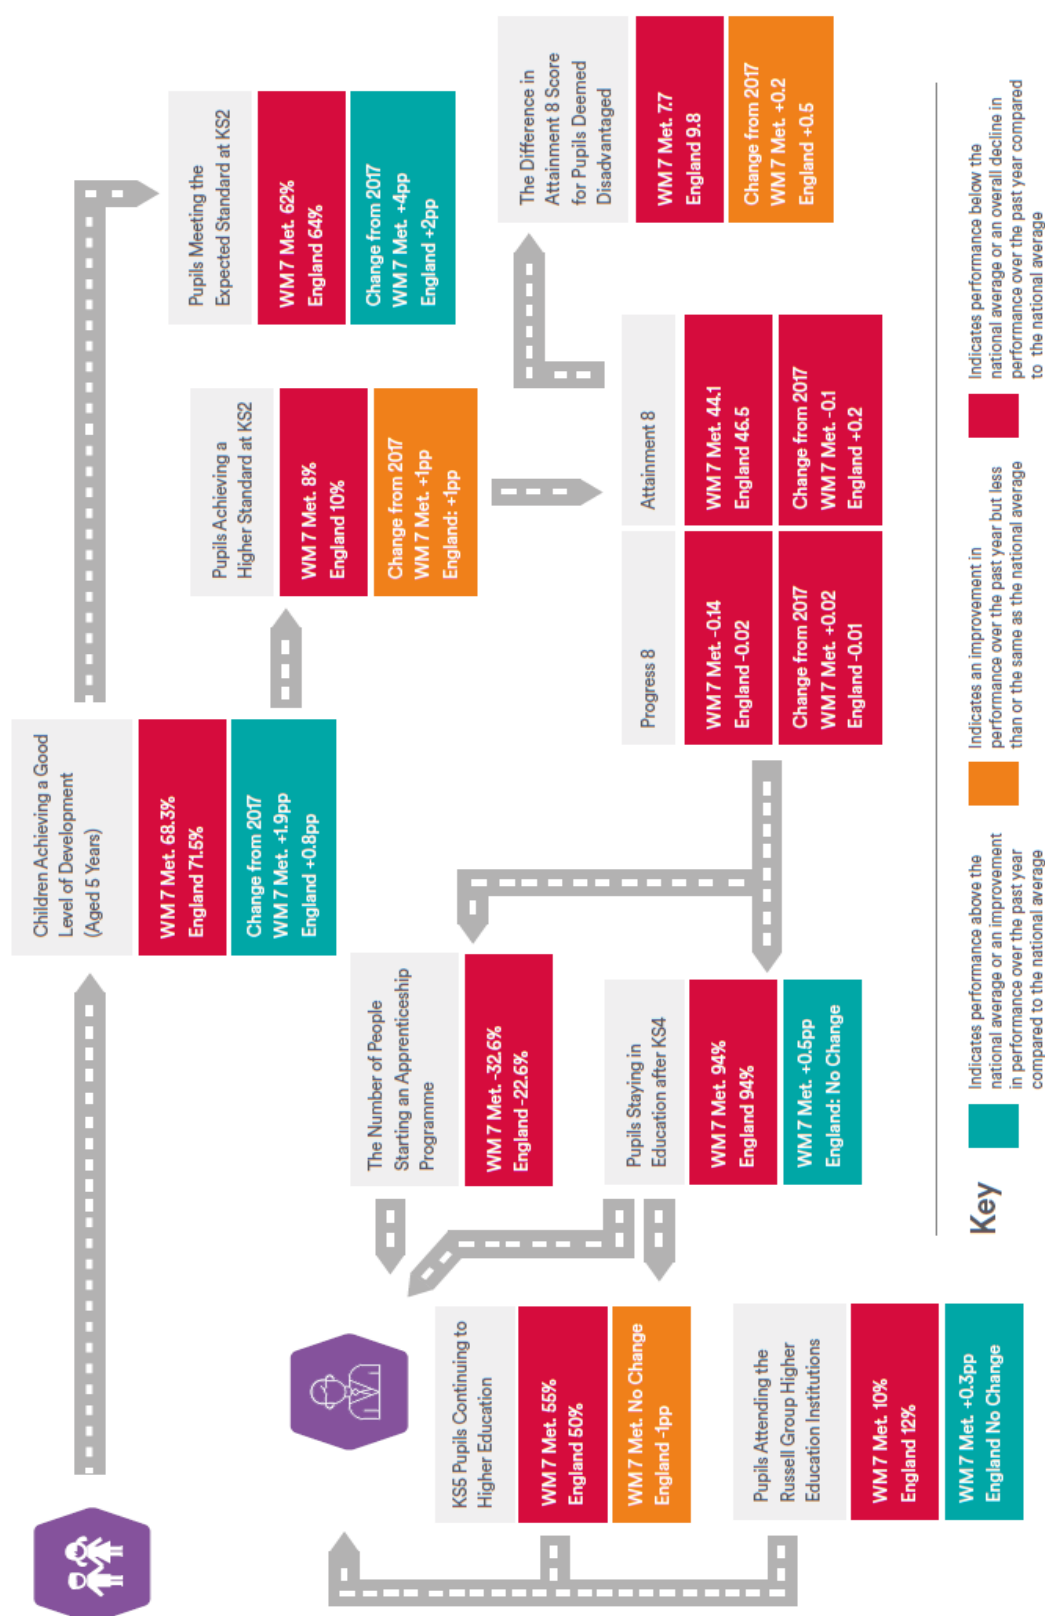 Children Achieving a Good
Level of Development
(Aged 5 Years)
WM 7 Met. 68.3%
England 71.5%
Change from 2017
WM 7 Met. +1.9pp
England +0.8pp
Pupils Meeting the
Expected Standard at KS2
WM 7 Met. 62%
England 64%
Change from 2017
WM 7 Met. +4pp
England +2pp
Pupils Achieving a
Higher Standard at KS2
WM 7 Met. 8%
England 10%
Change from 2017
WM 7 Met. +1pp
England: +1pp
The Difference in
Attainment 8 Score
for Pupils Deemed
Disadvantaged
WM 7 Met. 7.7
England 9.8
Change from 2017
WM 7 Met. +0.2
England +0.5
Progress 8
WM 7 Met. -0.14
England -0.02
Change from 2017
WM 7 Met. +0.02
England -0.01
Attainment 8
WM 7 Met. 44.1
England 46.5
Change from 2017
WM 7 Met. -0.1
England +0.2
The Number of People
Starting an Apprenticeship
Programme
WM 7 Met. -32.6%
England -22.6%
Pupils Staying in
Education after KS4
WM 7 Met. 94%
England 94%
WM 7 Met. +0.5pp
England: No Change
KS5 Pupils Continuing to
Higher Education
WM 7 Met. 55%
England 50%
WM 7 Met. No Change
England -1pp
Pupils Attending the
Russell Group Higher
Education Institutions
WM 7 Met. 10%
England 12%
WM 7 Met. +0.3pp
England No Change
Key
Indicates performance above the
national average or an improvement
in performance over the past year
compared to the national average
Indicates an improvement in
performance over the past year but less
than or the same as the national average
Indicates performance below the
national average or an overall decline in
performance over the past year compared
to the national average